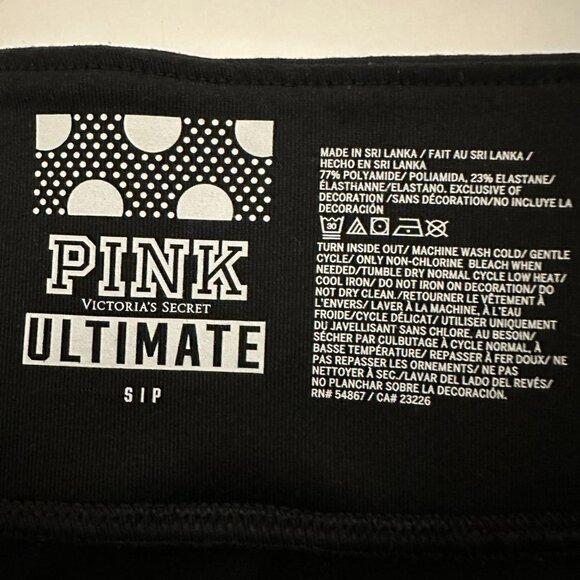 PINK
VICTORIA'S SECRET
ULTIMATE
S|P
MADE IN SRI LANKA/ FAIT AU SRI LANKA/
HECHO EN SRI LANKA
77% POLYAMIDE/ POLIAMIDA, 23% ELASTANE/
ÉLASTHANNE/ELASTANO. EXCLUSIVE OF
DECORATION /SANS DÉCORATION/NO INCLUYE LA
DECORACIÓN
30
TURN INSIDE OUT/ MACHINE WASH COLD/ GENTLE
CYCLE/ ONLY NON-CHLORINE BLEACH WHEN
NEEDED/TUMBLE DRY NORMAL CYCLE LOW HEAT/
COOL IRON/ DO NOT IRON ON DECORATION/ DO
NOT DRY CLEAN./RETOURNER LE VÊTEMENT À
L'ENVERS/ LAVER À LA MACHINE, À L'EAU
FROIDE/CYCLE DÉLICAT/ UTILISER UNIQUEMENT
DU JAVELLISANT SANS CHLORE, AU BESOIN/
SÉCHER PAR CULBUTAGE À CYCLE NORMAL, À
BASSE TEMPÉRATURE/ REPASSER À FER DOUX/ NE
PAS REPASSER LES ORNEMENTS/ NE PAS
NETTOYER À SEC./LAVAR DEL LADO DEL REVÉS/
NO PLANCHAR SOBRE LA DECORACIÓN.
RN# 54867 / CA# 23226